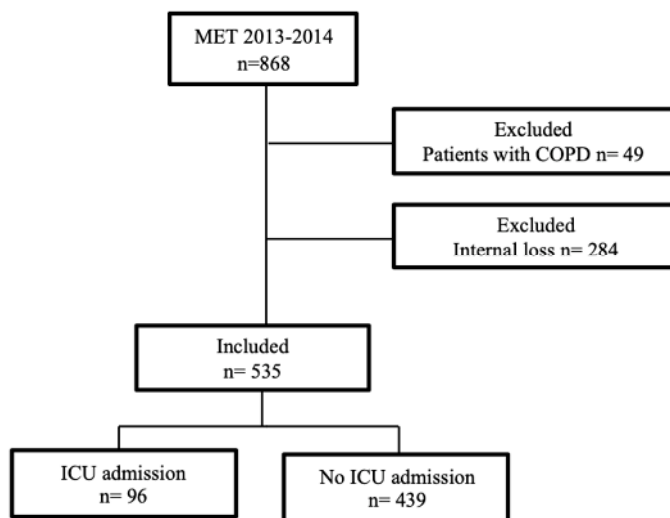 MET 2013-2014
n=868
Excluded
Patients with COPD n= 49
Excluded
Internal loss n= 284
Included
n= 535
ICU admission
n= 96
No ICU admission
n= 439